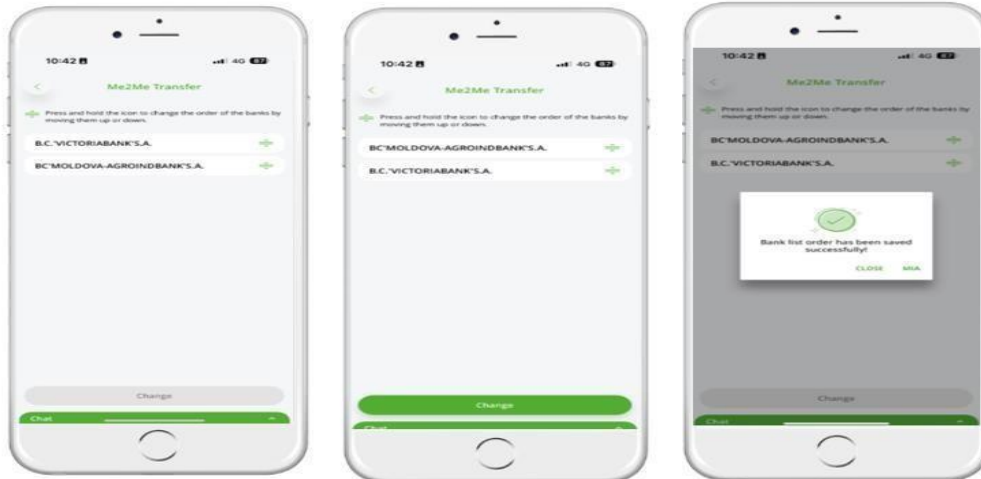 10:42
4G 87
Me2Me Transfer
Press and hold the icon to change the order of the banks by
moving them up or down.
B.C.'VICTORIABANK'S.A.
BC'MOLDOVA-AGROINDBANK'S.A.
Change
Chat
10:42
4G 87
Me2Me Transfer
Press and hold the icon to change the order of the banks by
moving them up or down.
BC'MOLDOVA-AGROINDBANK'S.A.
B.C.'VICTORIABANK'S.A.
Change
Chat
10:42
4G 87
Me2Me Transfer
Press and hold the icon to change the order of the banks by
moving them up or down.
BC'MOLDOVA-AGROINDBANK'S.A.
B.C.'VICTORIABANK'S.A.
Bank list order has been saved
successfully!
CLOSE MIA
Change
Chat